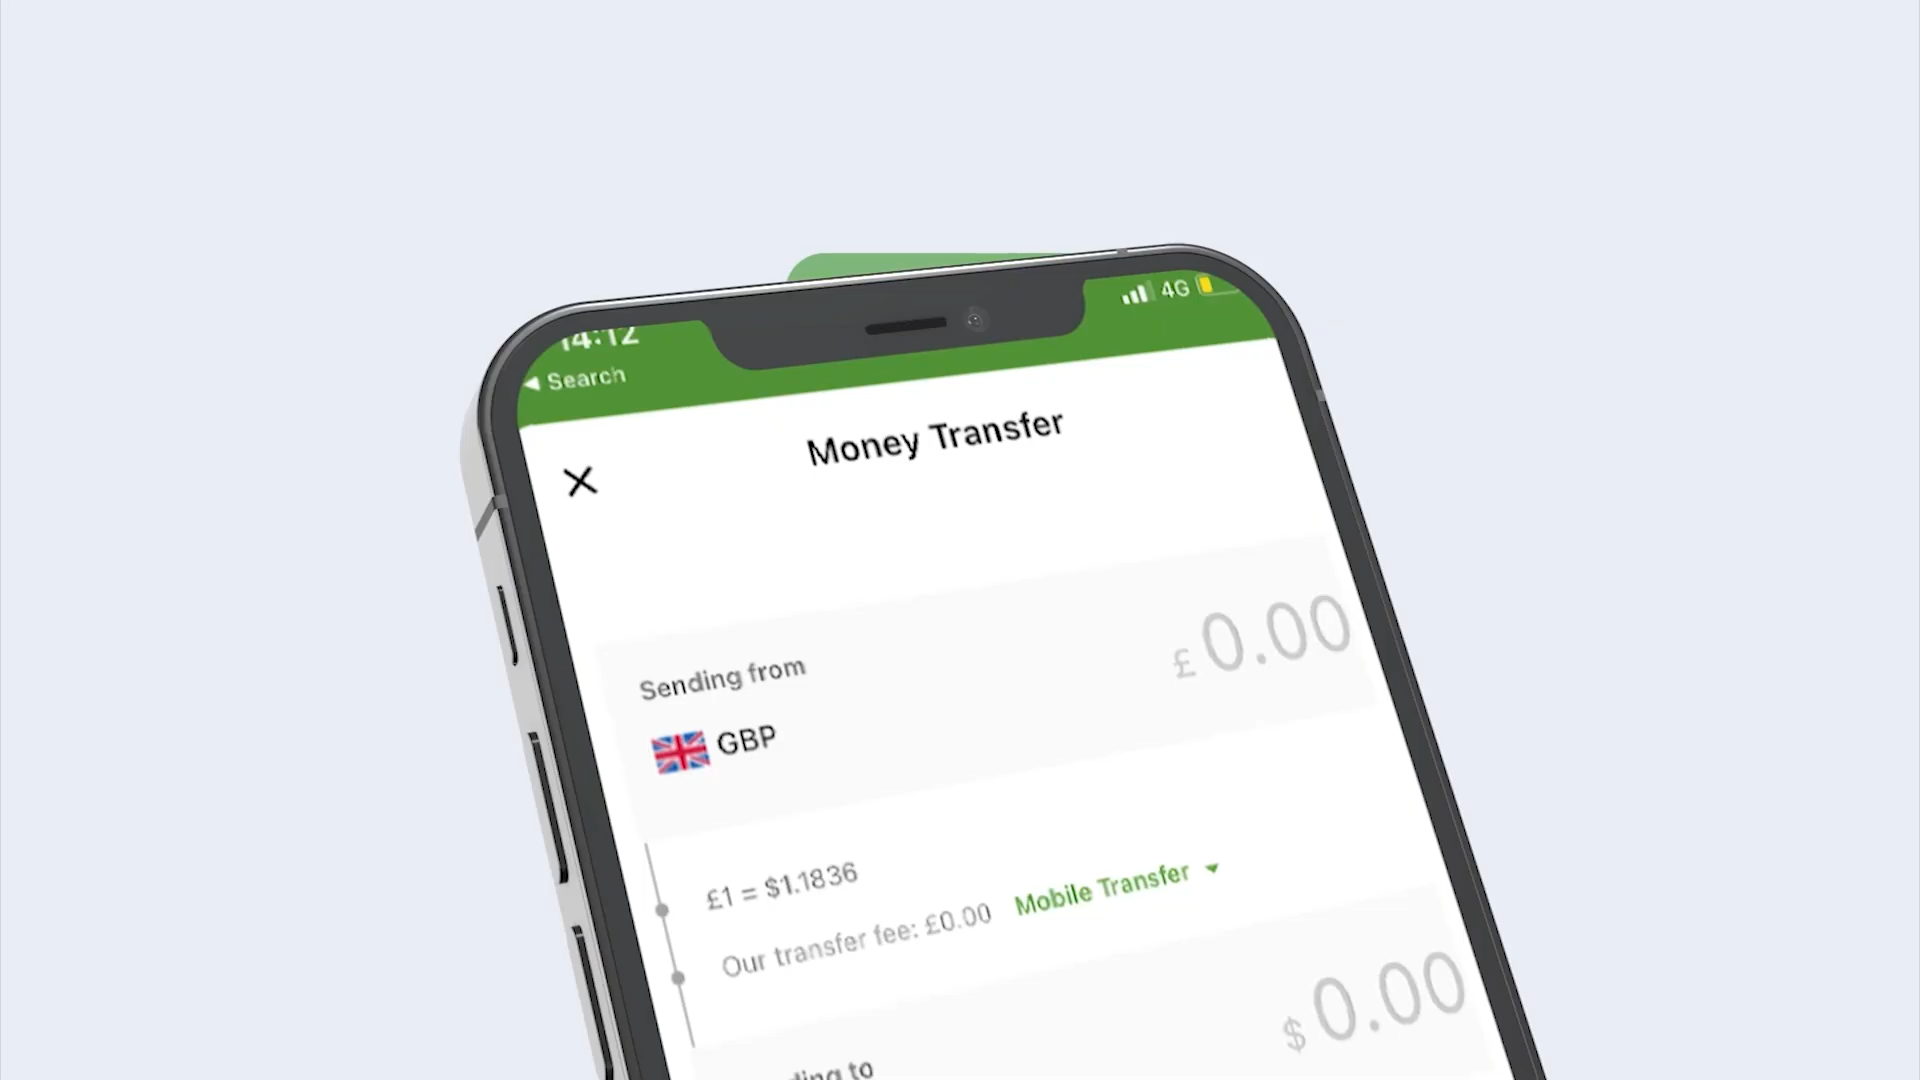 14:12
4G
Search
Money Transfer
Sending from
£0.00
GBP
£1 = $1.1836
Our transfer fee: £0.00 Mobile Transfer
$0.00
to